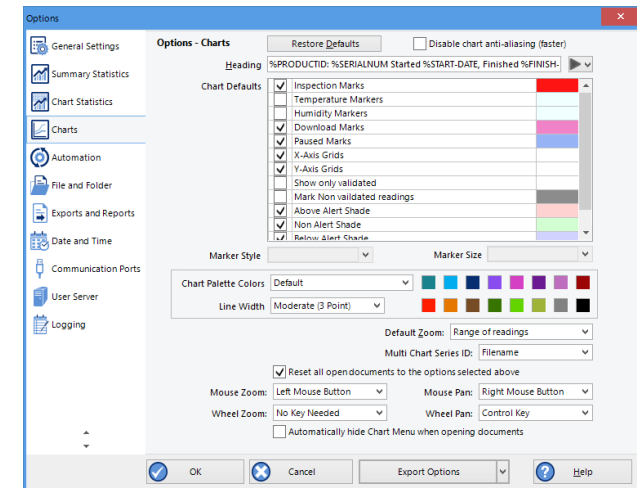 Options
General Settings
Summary Statistics
Chart Statistics
Charts
Automation
File and Folder
Exports and Reports
Date and Time
Communication Ports
User Server
Logging
Options - Charts
Restore Defaults
Disable chart anti-aliasing (faster)
Heading %PRODUCTID: %SERIALNUM Started %START-DATE, Finished %FINISH-
Chart Defaults
Inspection Marks
Temperature Markers
Humidity Markers
Download Marks
Paused Marks
X-Axis Grids
Y-Axis Grids
Show only validated
Mark Non vaildated readings
Above Alert Shade
Non Alert Shade
Below Alert Shade
Marker Style
Marker Size
Chart Palette Colors Default
Line Width Moderate (3 Point)
Default Zoom: Range of readings
Multi Chart Series ID: Filename
Reset all open documents to the options selected above
Mouse Zoom: Left Mouse Button Mouse Pan: Right Mouse Button
Wheel Zoom: No Key Needed Wheel Pan: Control Key
Automatically hide Chart Menu when opening documents
OK Cancel Export Options Help